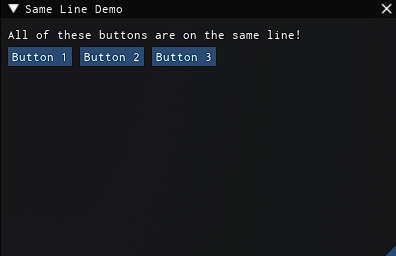 Same Line Demo
All of these buttons are on the same line!
Button 1 Button 2 Button 3